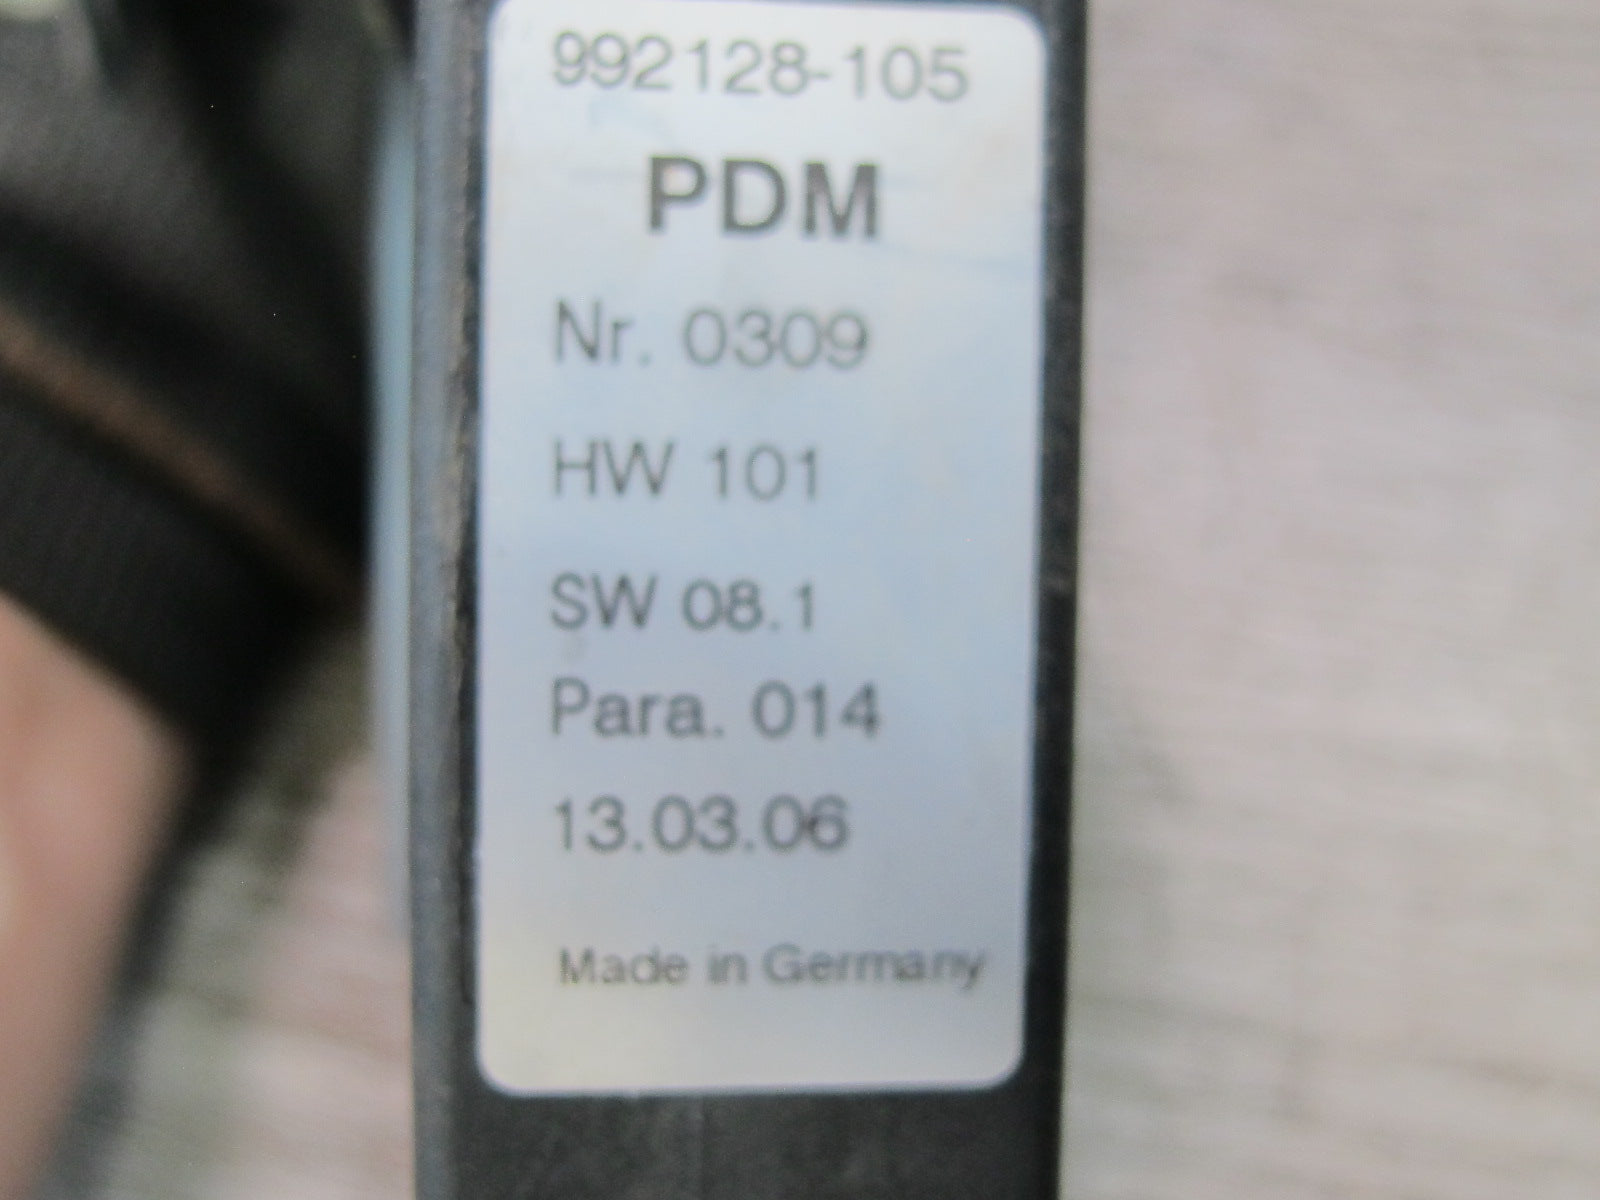 992128-105
PDM
Nr. 0309
HW 101
SW 08.1
Para. 014
13.03.06
Made in Germany